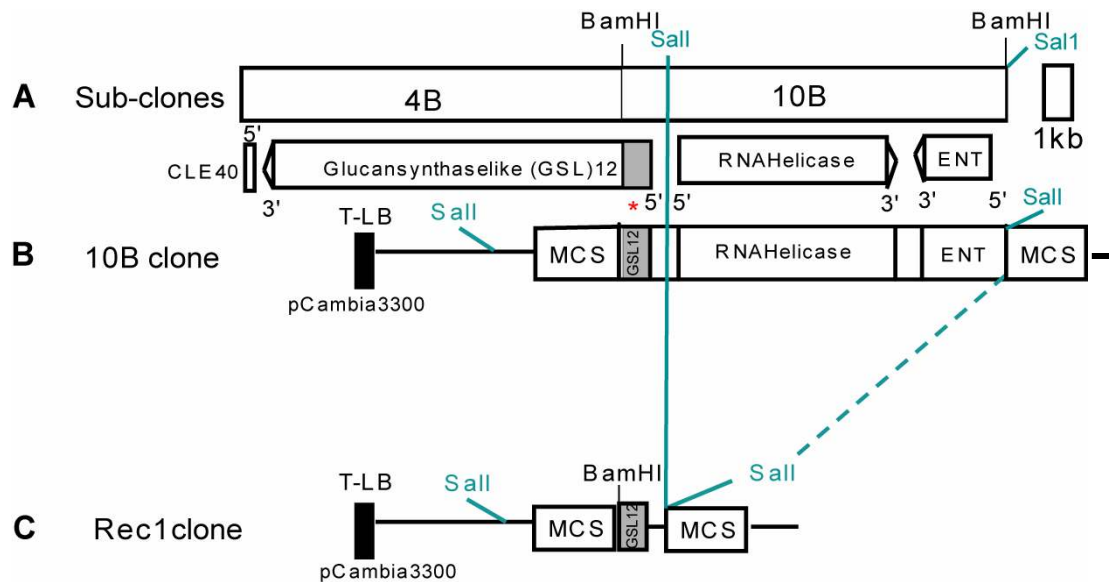 BamHI
SalI
BamHI
Sal1
A Sub-clones
4B
10B
1kb
CLE40
5'
3'
Glucansynthaselike (GSL)12
*
5'
5'
RNAHelicase
3'
3'
ENT
5'
T-LB
SalI
SalI
B 10B clone
MCS
GSL12
RNAHelicase
ENT
MCS
pCambia3300
T-LB
SalI
BamHI
SalI
C Rec1clone
MCS
GSL12
MCS
pCambia3300